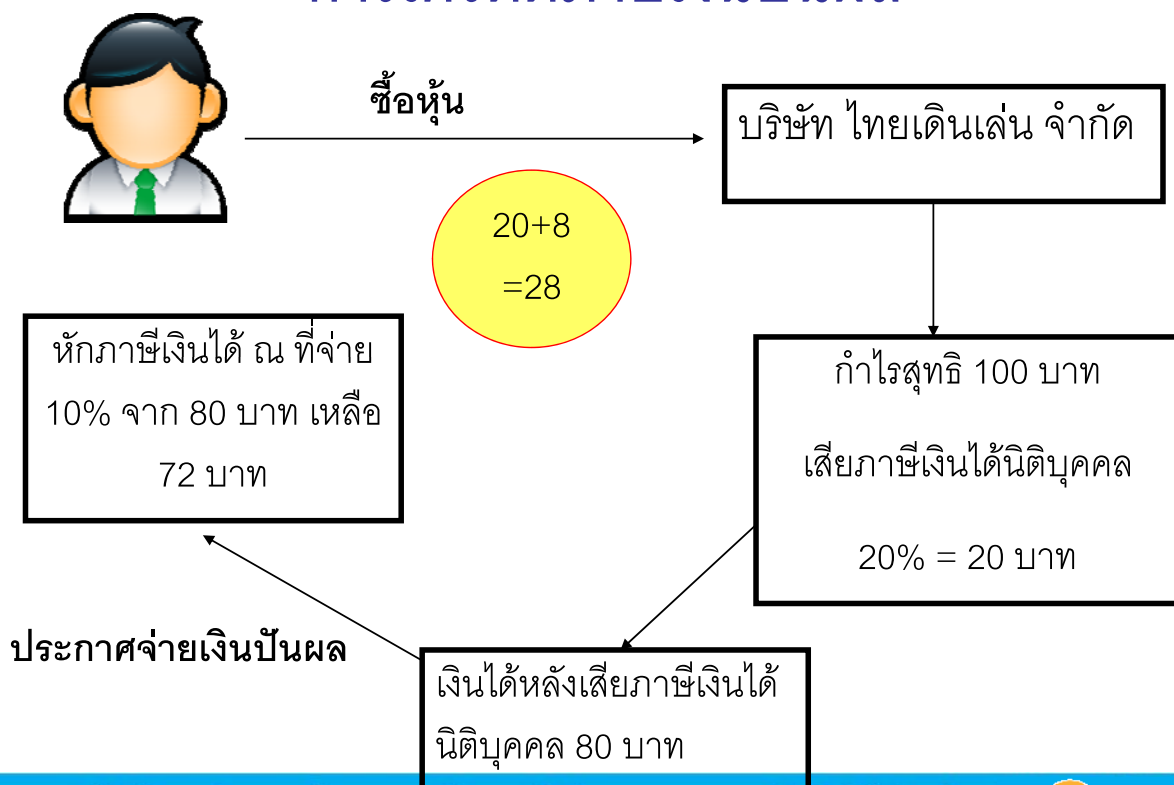 ซื้อหุ้น
บริษัท ไทยเดินเล่น จำกัด
20+8
=28
หักภาษีเงินได้ ณ ที่จ่าย
10% จาก 80 บาท เหลือ
72 บาท
กำไรสุทธิ 100 บาท
เสียภาษีเงินได้นิติบุคคล
20% = 20 บาท
ประกาศจ่ายเงินปันผล
เงินได้หลังเสียภาษีเงินได้
นิติบุคคล 80 บาท